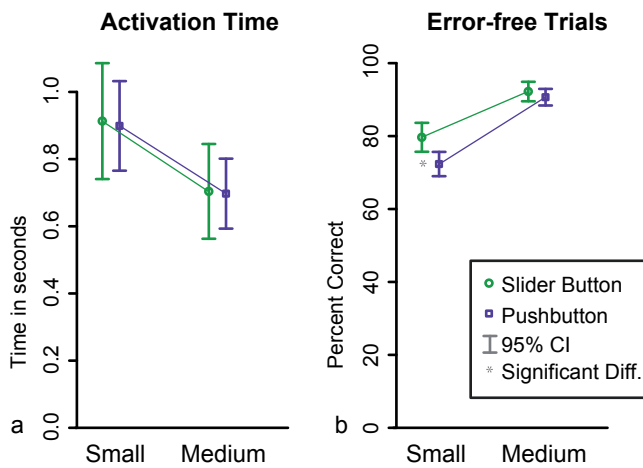 Activation Time
Time in seconds
1.0
0.8
0.6
0.4
0.2
0.0
a
Small Medium
Error-free Trials
Percent Correct
100
80
60
40
20
0
b
Small Medium
*
Slider Button
Pushbutton
95% CI
* Significant Diff.